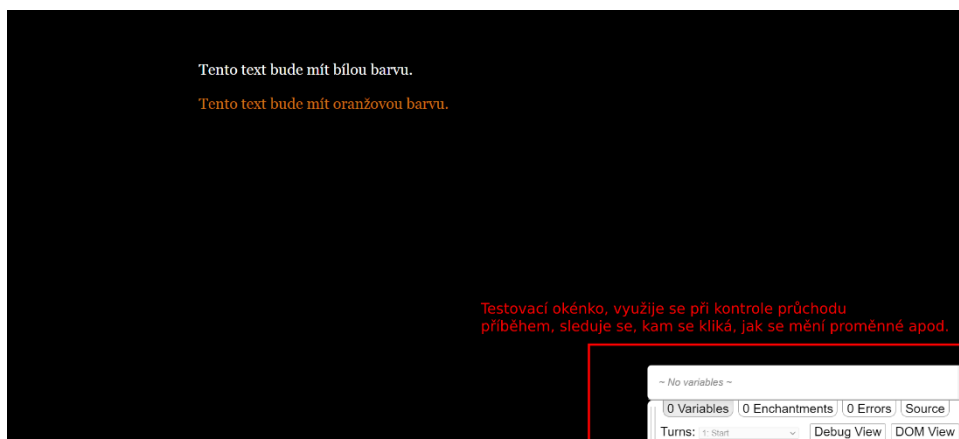 Tento text bude mít bílou barvu.
Tento text bude mít oranžovou barvu.
Testovací okénko, využije se při kontrole průchodu
příběhem, sleduje se, kam se kliká, jak se mění proměnné apod.
~ No variables ~
0 Variables 0 Enchantments 0 Errors Source
Turns: 1: Start Debug View DOM View